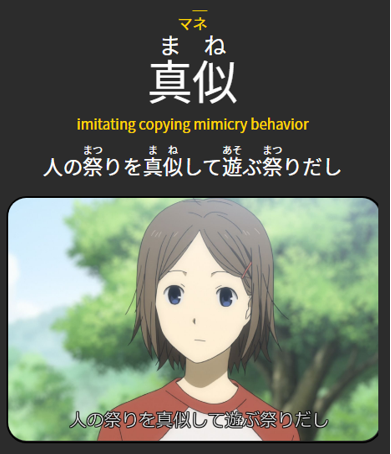 マネ
まね
真似
imitating copying mimicry behavior
人の祭まつりを真ま似ねして遊あそぶ祭まつりだし
人の祭りを真似して遊ぶ祭りだし